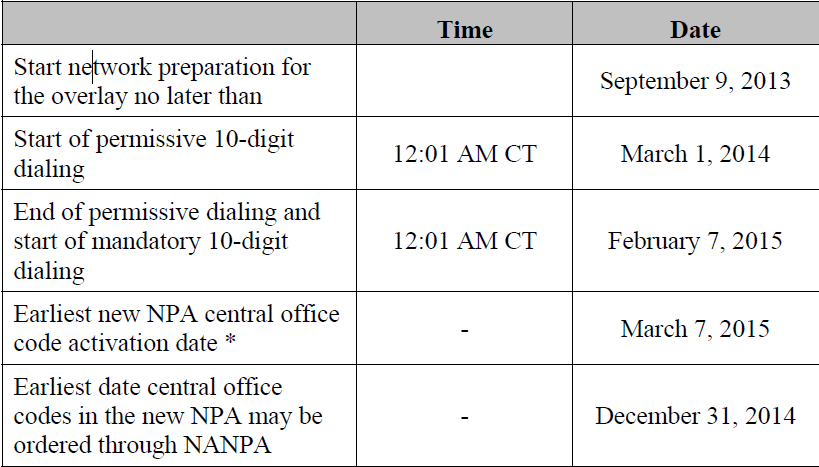 Time Date
Start network preparation for
the overlay no later than
September 9, 2013
Start of permissive 10-digit
dialing
12:01 AM CT
March 1, 2014
End of permissive dialing and
start of mandatory 10-digit
dialing
12:01 AM CT
February 7, 2015
Earliest new NPA central office
code activation date *
-
March 7, 2015
Earliest date central office
codes in the new NPA may be
ordered through NANPA
-
December 31, 2014